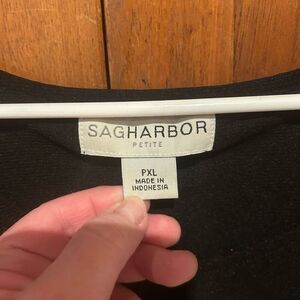 SAGHARBOR
PETITE
PXL
MADE IN
INDONESIA